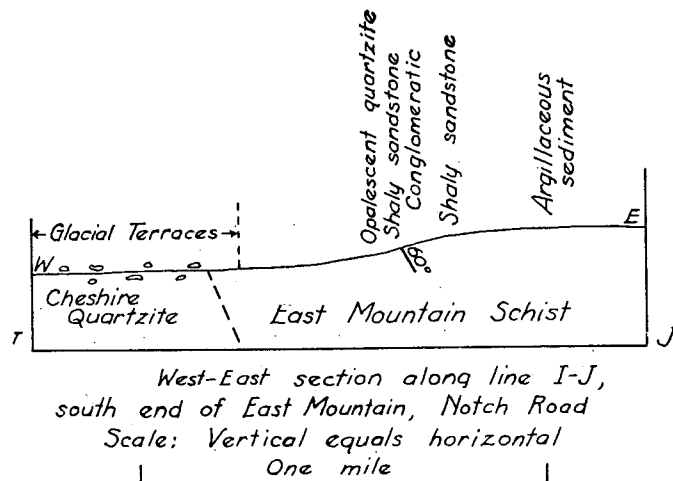 Opalescent quartzite
Shaly sandstone
Conglomeratic
Shaly sandstone
Argillaceous
sediment
←Glacial Terraces→
W
E
60°
Cheshire
Quartzite
East Mountain Schist
I
J
West-East section along line I-J,
south end of East Mountain, Notch Road
Scale: Vertical equals horizontal
One mile